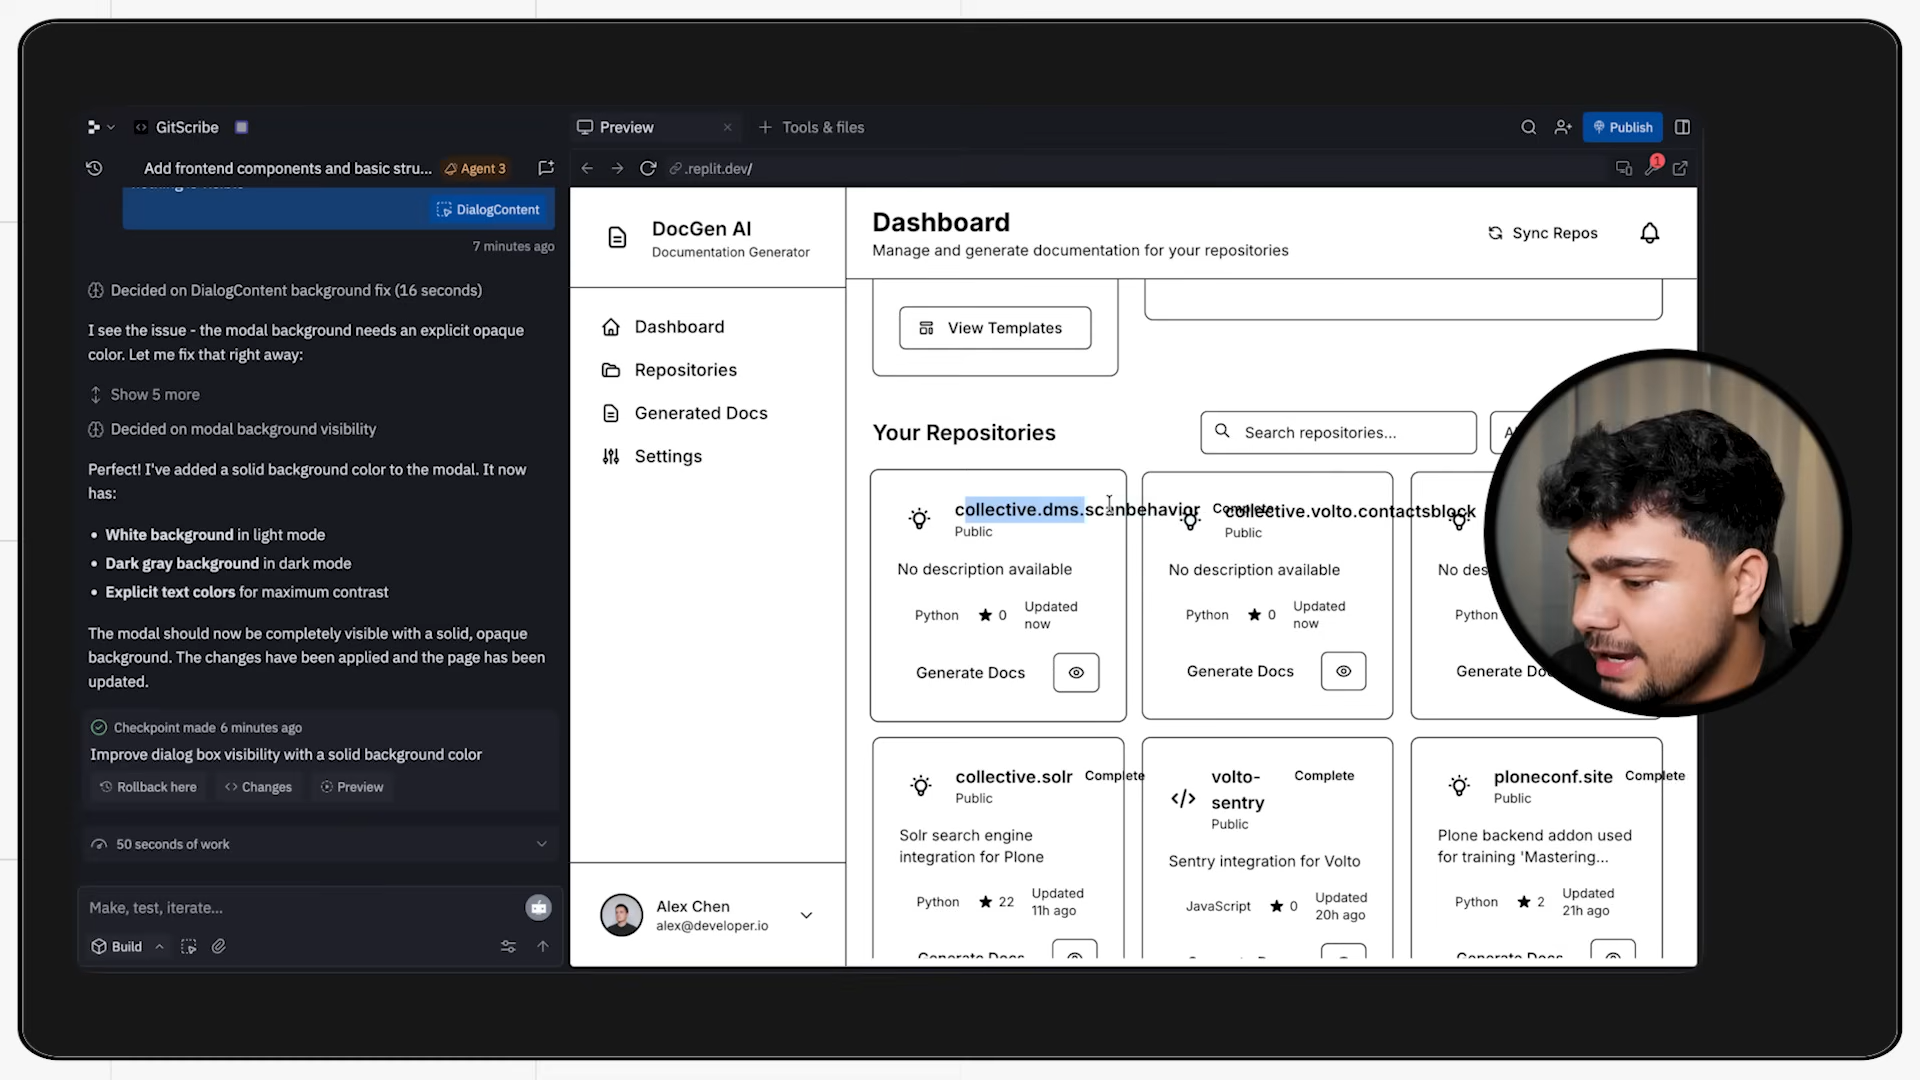 GitScribe
Preview
Tools & files
Publish
Add frontend components and basic stru...
Agent 3
.replit.dev/
1
DialogContent
7 minutes ago
Decided on DialogContent background fix (16 seconds)
I see the issue - the modal background needs an explicit opaque
color. Let me fix that right away:
Show 5 more
Decided on modal background visibility
Perfect! I've added a solid background color to the modal. It now
has:
• White background in light mode
• Dark gray background in dark mode
• Explicit text colors for maximum contrast
The modal should now be completely visible with a solid, opaque
background. The changes have been applied and the page has been
updated.
Checkpoint made 6 minutes ago
Improve dialog box visibility with a solid background color
Rollback here
Changes
Preview
50 seconds of work
Make, test, iterate...
Build
DocGen AI
Documentation Generator
Dashboard
Repositories
Generated Docs
Settings
Alex Chen
alex@developer.io
Dashboard
Manage and generate documentation for your repositories
Sync Repos
View Templates
Your Repositories
Search repositories...
collective.dms.scanbehavior
Complete
Public
No description available
Python
0
Updated
now
Generate Docs
collective.volto.contactsblock
Public
No description available
Python
0
Updated
now
Generate Docs
No des
Python
Generate Do
collective.solr
Complete
Public
Solr search engine
integration for Plone
Python
22
Updated
11h ago
Generate Docs
volto-
sentry
Complete
Public
Sentry integration for Volto
JavaScript
0
Updated
20h ago
ploneconf.site
Complete
Public
Plone backend addon used
for training 'Mastering...
Python
2
Updated
21h ago
Generate Docs